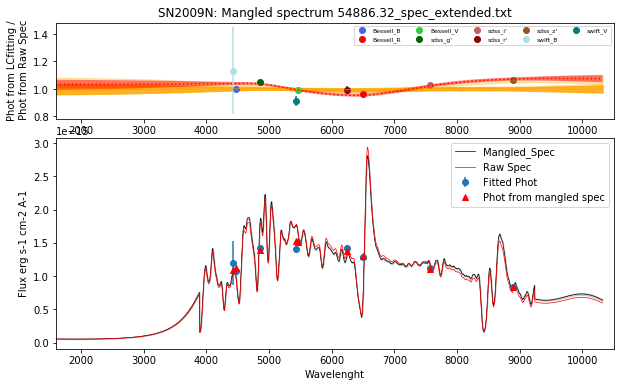 SN2009N: Mangled spectrum 54886.32_spec_extended.txt
Phot from LCfitting /
Phot from Raw Spec
1.4
1.2
1.0
0.8
Bessell_B
Bessell_R
Bessell_V
sdss_g'
sdss_i'
sdss_r'
sdss_z'
swift_B
swift_V
2000 3000 4000 5000 6000 7000 8000 9000 10000
Flux erg s-1 cm-2 A-1
3.0
2.5
2.0
1.5
1.0
0.5
0.0
Mangled_Spec
Raw Spec
Fitted Phot
Phot from mangled spec
2000 3000 4000 5000 6000 7000 8000 9000 10000
Wavelenght